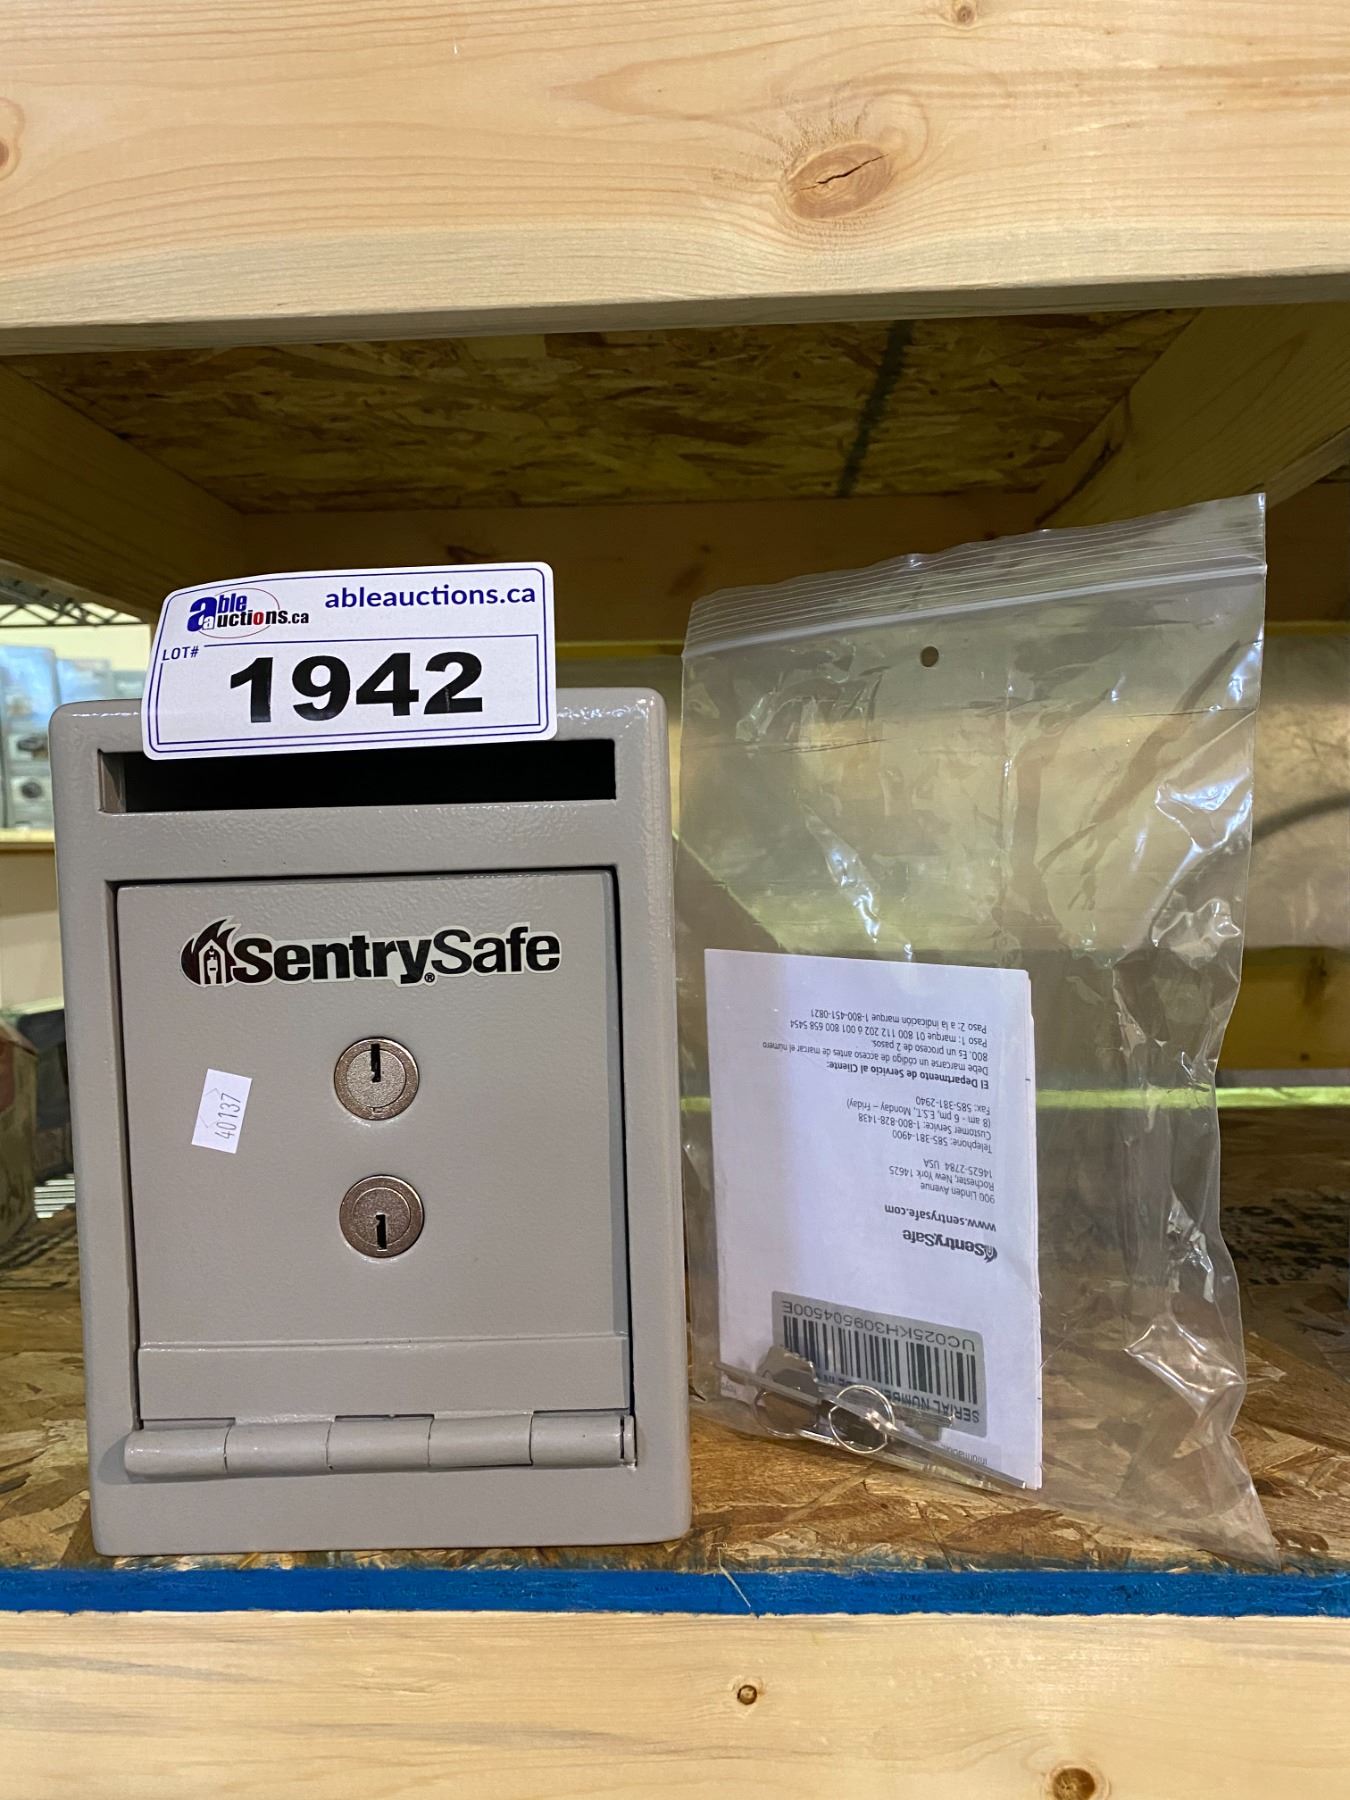 able auctions.ca
ableauctions.ca
LOT#
1942
SentrySafe
40137
SERIAL NUMBE
UC025KH309504500E
SentrySafe
www.sentrysafe.com
900 Linden Avenue
Rochester, New York 14625
14625-2784 USA
Telephone: 585-381-4900
Customer Service: 1-800-828-1438
(8 am - 6 pm, E.S.T, Monday – Friday)
Fax: 585-381-2940
El Departmento de Servicio al Cliente:
Debe marcarse un código de acceso antes de marcar el número
800. Es un proceso de 2 pasos.
Paso 1: marque 01 800 112 202 ó 001 800 658 5454
Paso 2: a la indicación marque 1-800-451-0821